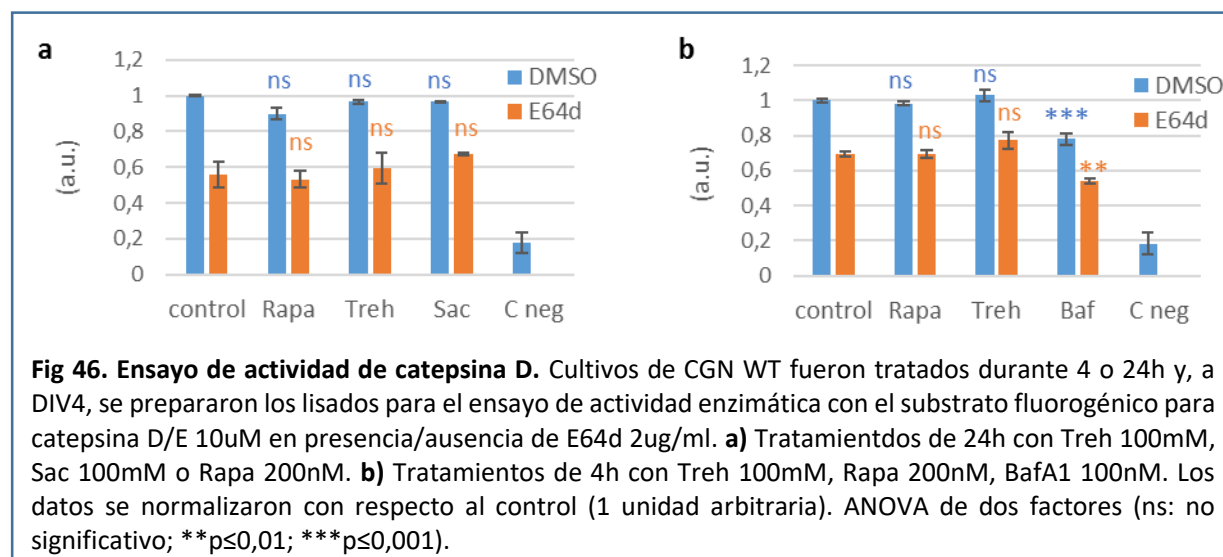 a
1,2
1
0,8
0,6
0,4
0,2
0
(a.u.)
ns
ns
ns
ns
ns
ns
DMSO
E64d
control Rapa Treh Sac C neg
b
1,2
1
0,8
0,6
0,4
0,2
0
(a.u.)
ns
ns
ns
ns
***
**
DMSO
E64d
control Rapa Treh Baf C neg
Fig 46. Ensayo de actividad de catepsina D. Cultivos de CGN WT fueron tratados durante 4 o 24h y, a
DIV4, se prepararon los lisados para el ensayo de actividad enzimática con el substrato fluorogénico para
catepsina D/E 10uM en presencia/ausencia de E64d 2ug/ml. a) Tratamientdos de 24h con Treh 100mM,
Sac 100mM o Rapa 200nM. b) Tratamientos de 4h con Treh 100mM, Rapa 200nM, BafA1 100nM. Los
datos se normalizaron con respecto al control (1 unidad arbitraria). ANOVA de dos factores (ns: no
significativo; **p≤0,01; ***p≤0,001).